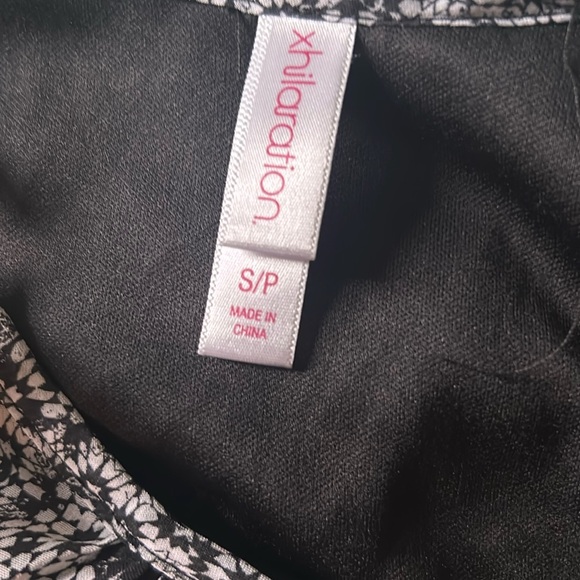 xhilaration.
S/P
MADE IN
CHINA